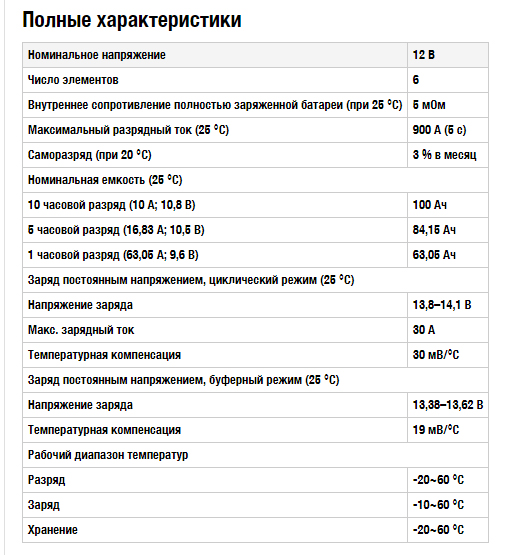 Полные характеристики
Номинальное напряжение 12 В
Число элементов 6
Внутреннее сопротивление полностью заряженной батареи (при 25 °С) 5 мОм
Максимальный разрядный ток (25 °С) 900 А (5 с)
Саморазряд (при 20 °С) 3 % в месяц
Номинальная емкость (25 °С)
10 часовой разряд (10 А; 10,8 В) 100 Ач
5 часовой разряд (16,83 А; 10,5 В) 84,15 Ач
1 часовой разряд (63,05 А; 9,6 В) 63,05 Ач
Заряд постоянным напряжением, циклический режим (25 °С)
Напряжение заряда 13,8–14,1 В
Макс. зарядный ток 30 А
Температурная компенсация 30 мВ/°С
Заряд постоянным напряжением, буферный режим (25 °С)
Напряжение заряда 13,38–13,62 В
Температурная компенсация 19 мВ/°С
Рабочий диапазон температур
Разряд -20~60 °С
Заряд -10~60 °С
Хранение -20~60 °С